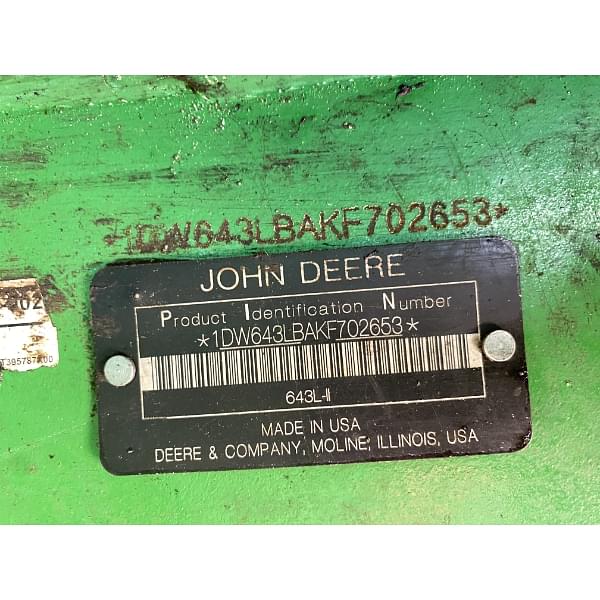 *1DW643LBAKF702653*
JOHN DEERE
Product Identification Number
*1DW643LBAKF702653*
643L-II
MADE IN USA
DEERE & COMPANY, MOLINE, ILLINOIS, USA